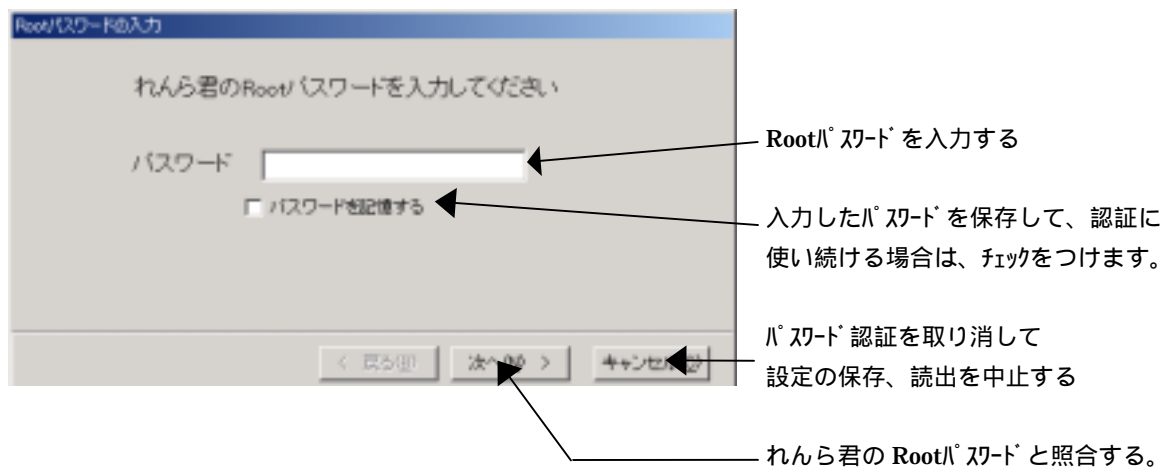 Rootパスワードの入力
れんら君のRootパスワードを入力してください
パスワード
パスワードを記憶する
< 戻る(B)
次へ(N) >
キャンセル
Rootﾊﾟｽﾜｰﾄﾞを入力する
入力したﾊﾟｽﾜｰﾄﾞを保存して、認証に
使い続ける場合は、ﾁｪｯｸをつけます。
ﾊﾟｽﾜｰﾄﾞ認証を取り消して
設定の保存、読出を中止する
れんら君の Rootﾊﾟｽﾜｰﾄﾞと照合する。